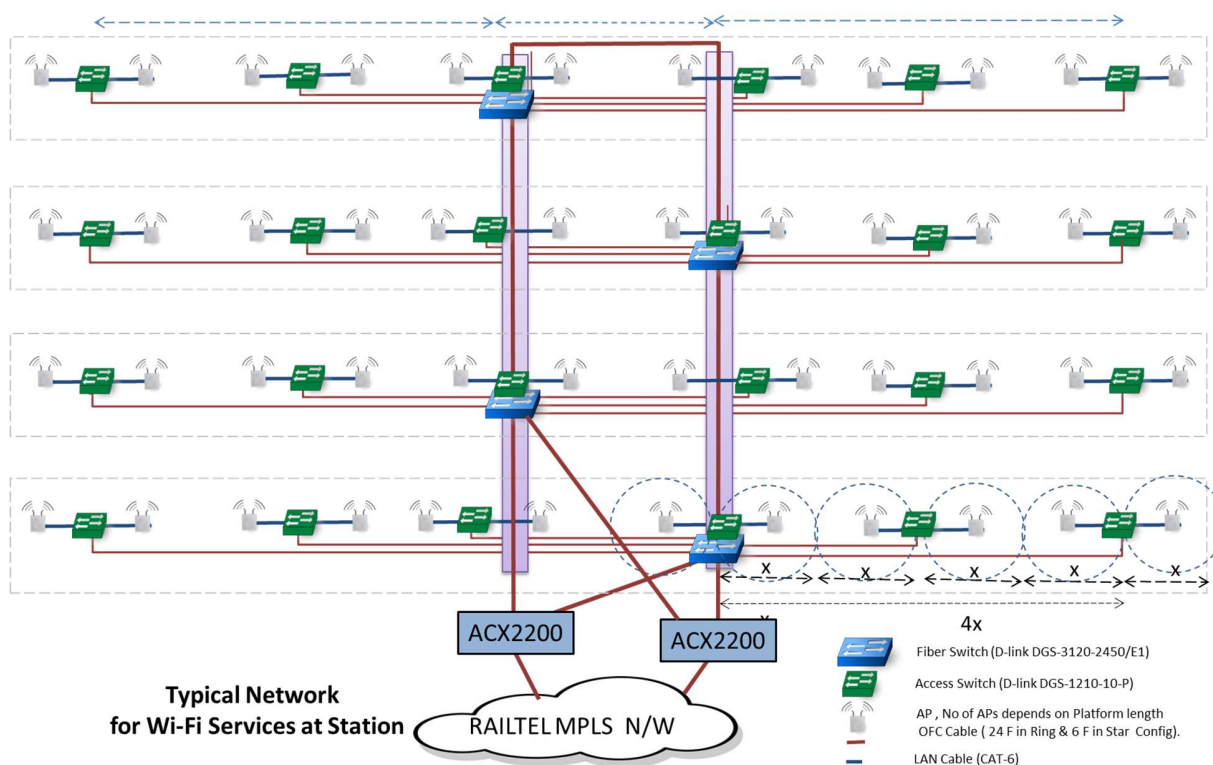 x x x x x
x 4x
ACX2200 ACX2200
Fiber Switch (D-link DGS-3120-2450/E1)
Access Switch (D-link DGS-1210-10-P)
Typical Network
for Wi-Fi Services at Station
RAILTEL MPLS N/W
AP , No of APs depends on Platform length
OFC Cable ( 24 F in Ring & 6 F in Star Config).
LAN Cable (CAT-6)